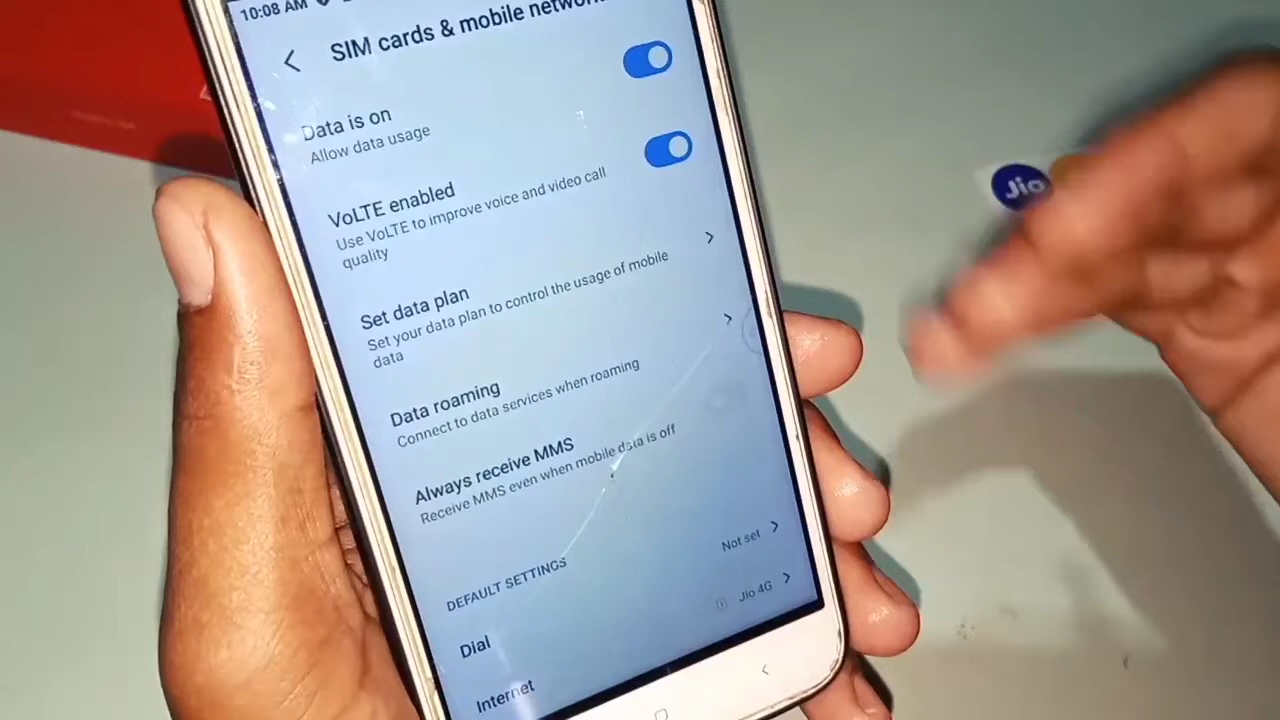 10:08 AM
SIM cards & mobile networks
Data is on
Allow data usage
VoLTE enabled
Use VoLTE to improve voice and video call
quality
Set data plan
Set your data plan to control the usage of mobile
data
Data roaming
Connect to data services when roaming
Always receive MMS
Receive MMS even when mobile data is off
DEFAULT SETTINGS
Dial
Not set
Internet
Jio 4G
Jio